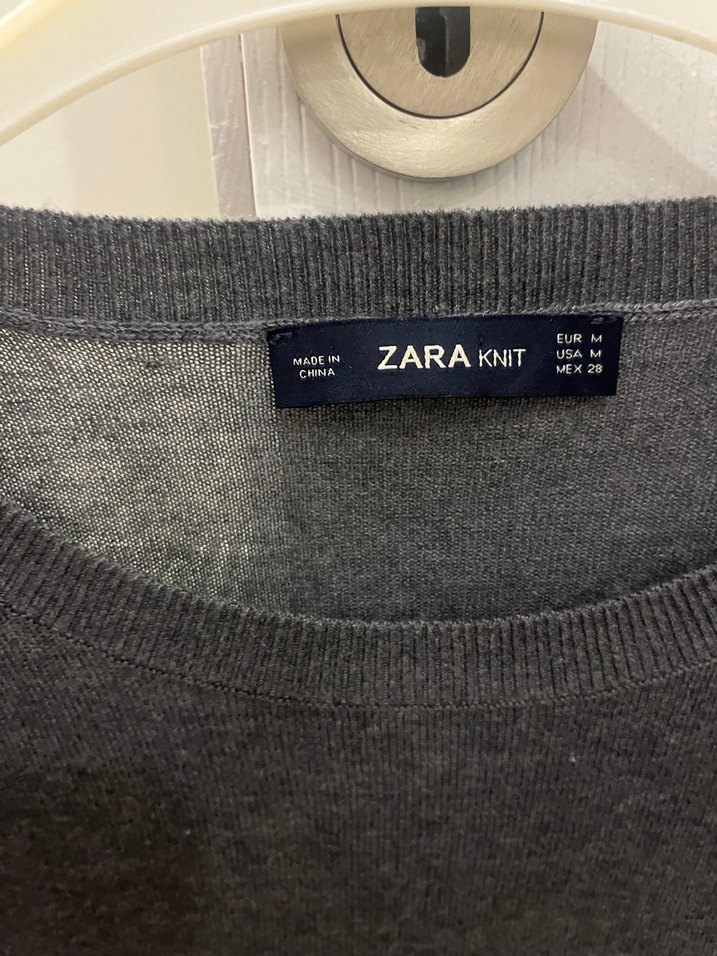 MADE IN
CHINA
ZARA KNIT
EUR M
USA M
MEX 28